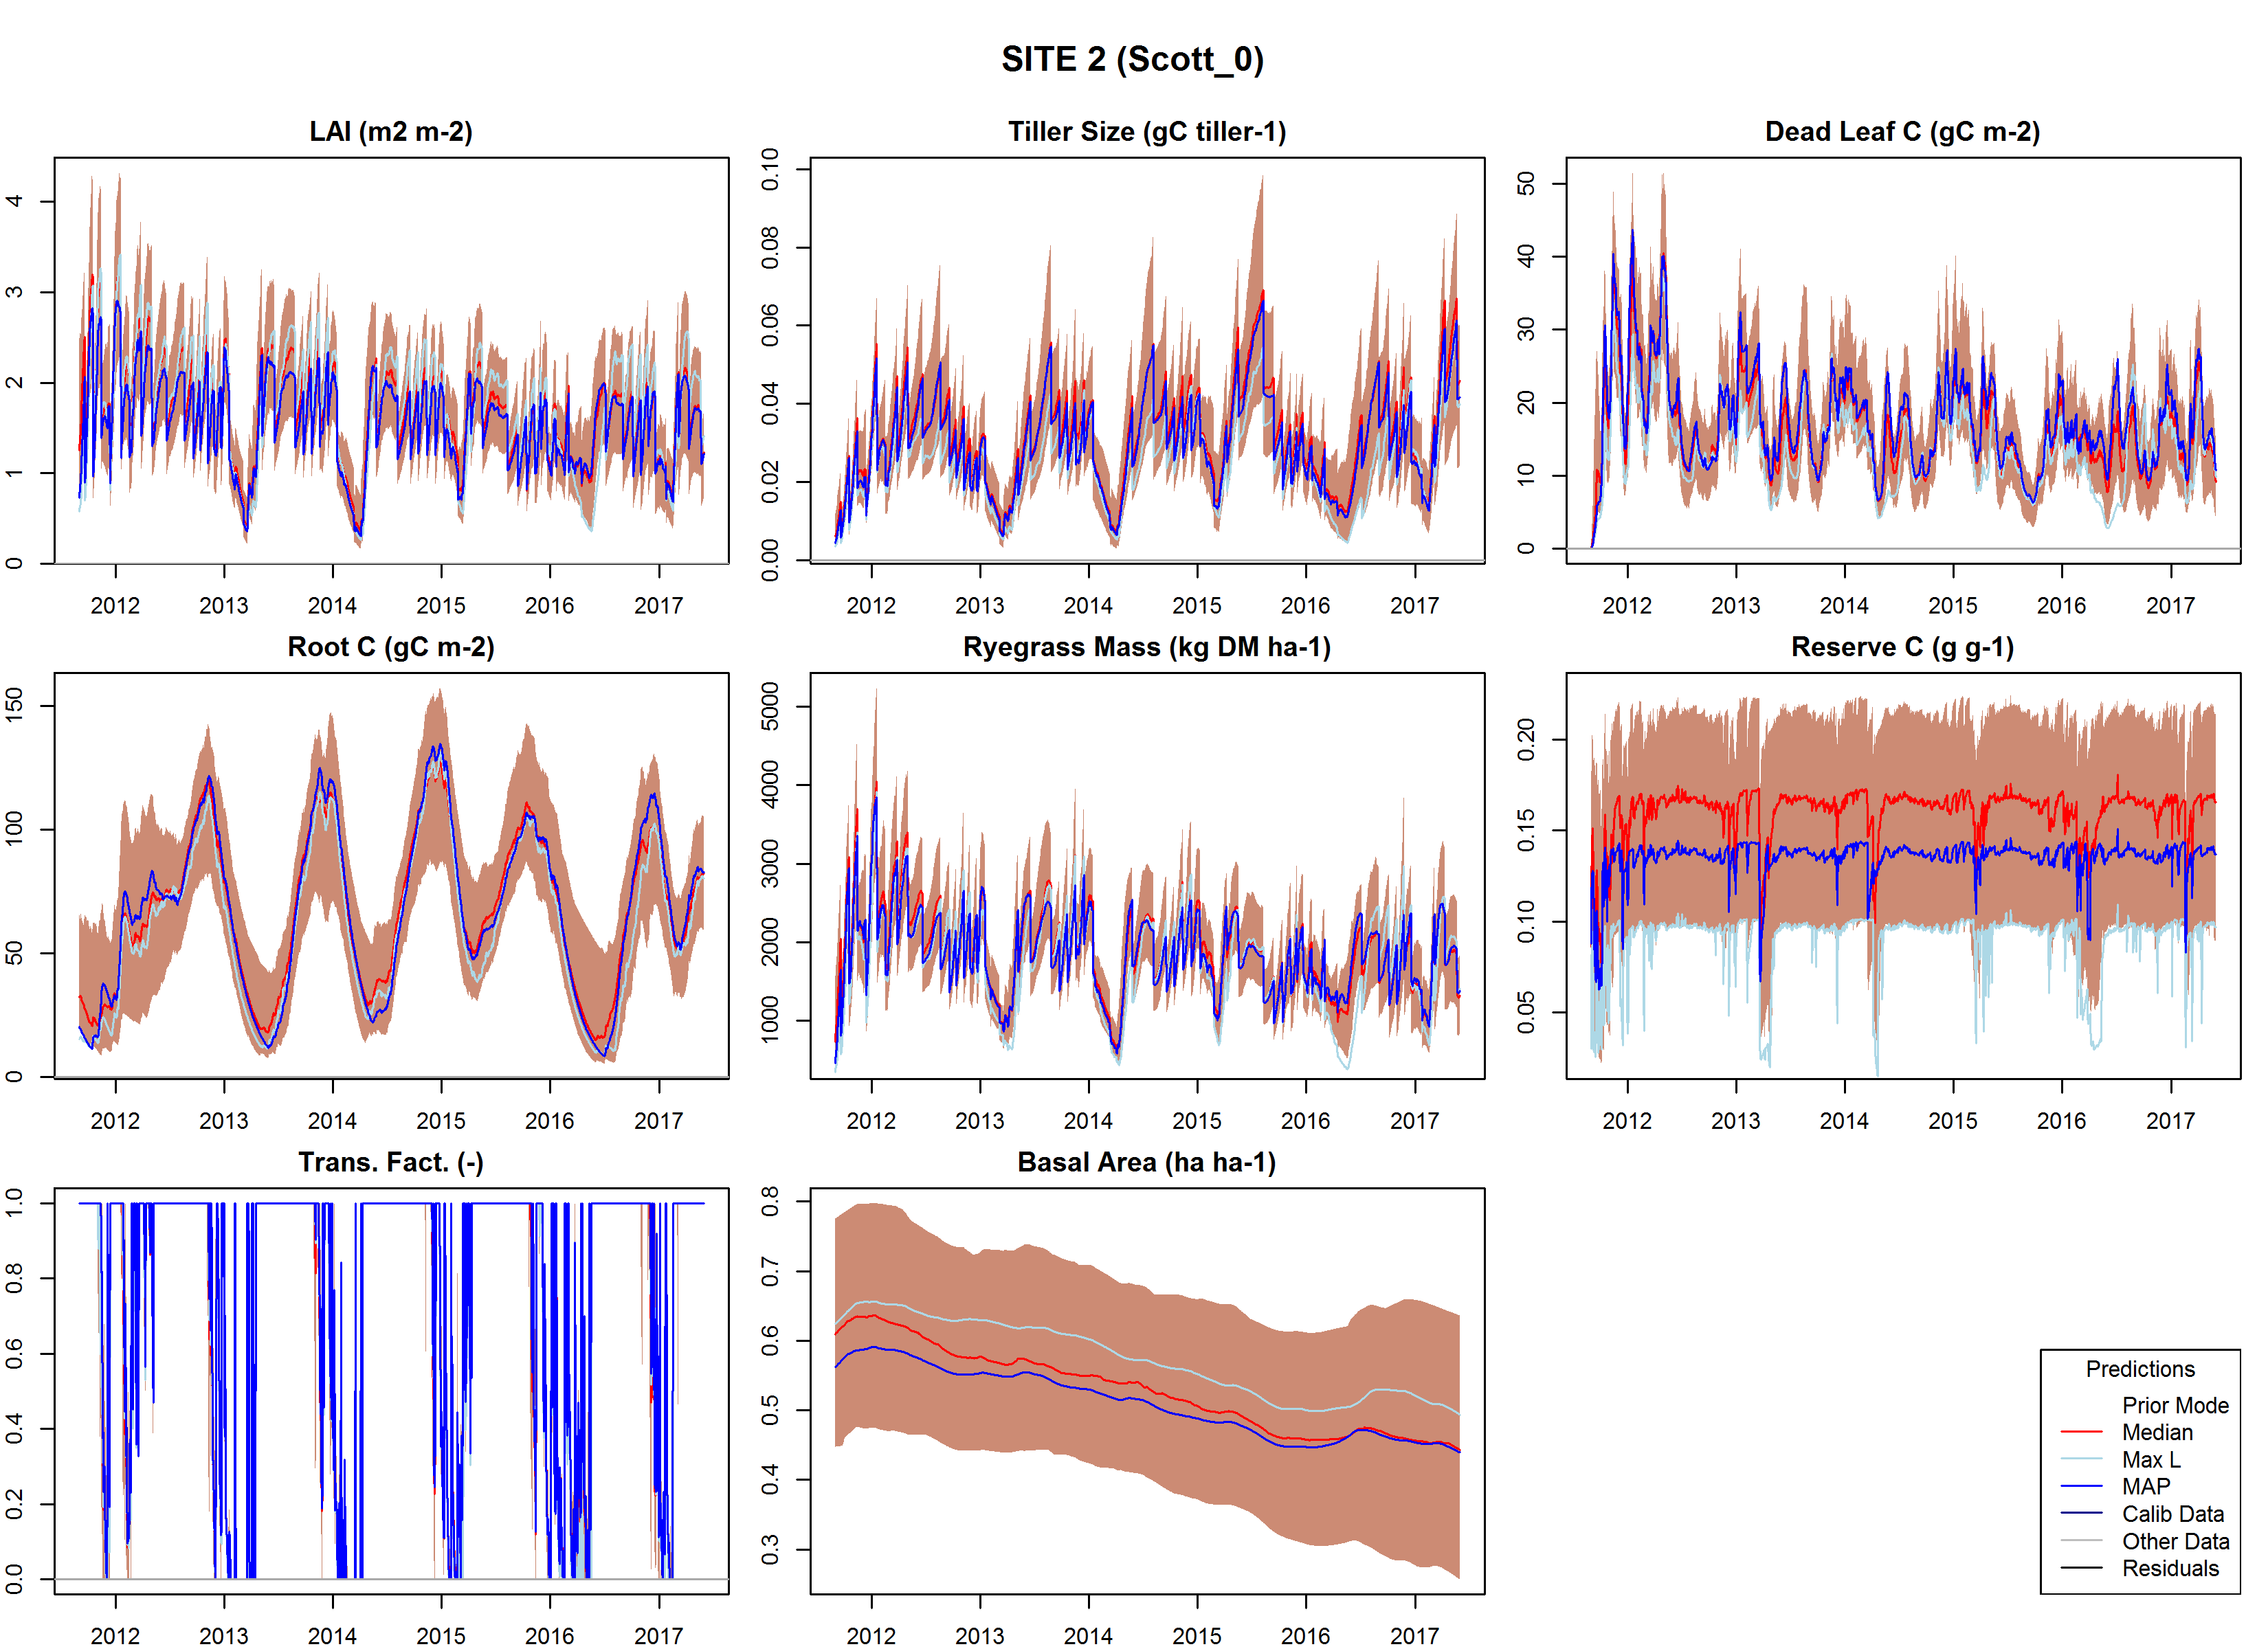 SITE 2 (Scott_0)
LAI (m2 m-2)
Tiller Size (gC tiller-1)
Dead Leaf C (gC m-2)
0 1 2 3 4
0.00 0.02 0.04 0.06 0.08 0.10
0 10 20 30 40 50
2012 2013 2014 2015 2016 2017
2012 2013 2014 2015 2016 2017
2012 2013 2014 2015 2016 2017
Root C (gC m-2)
Ryegrass Mass (kg DM ha-1)
Reserve C (g g-1)
0 50 100 150
1000 2000 3000 4000 5000
0.05 0.10 0.15 0.20
2012 2013 2014 2015 2016 2017
2012 2013 2014 2015 2016 2017
2012 2013 2014 2015 2016 2017
Trans. Fact. (-)
Basal Area (ha ha-1)
0.0 0.2 0.4 0.6 0.8 1.0
0.3 0.4 0.5 0.6 0.7 0.8
2012 2013 2014 2015 2016 2017
2012 2013 2014 2015 2016 2017
Predictions
Prior Mode
Median
Max L
MAP
Calib Data
Other Data
Residuals